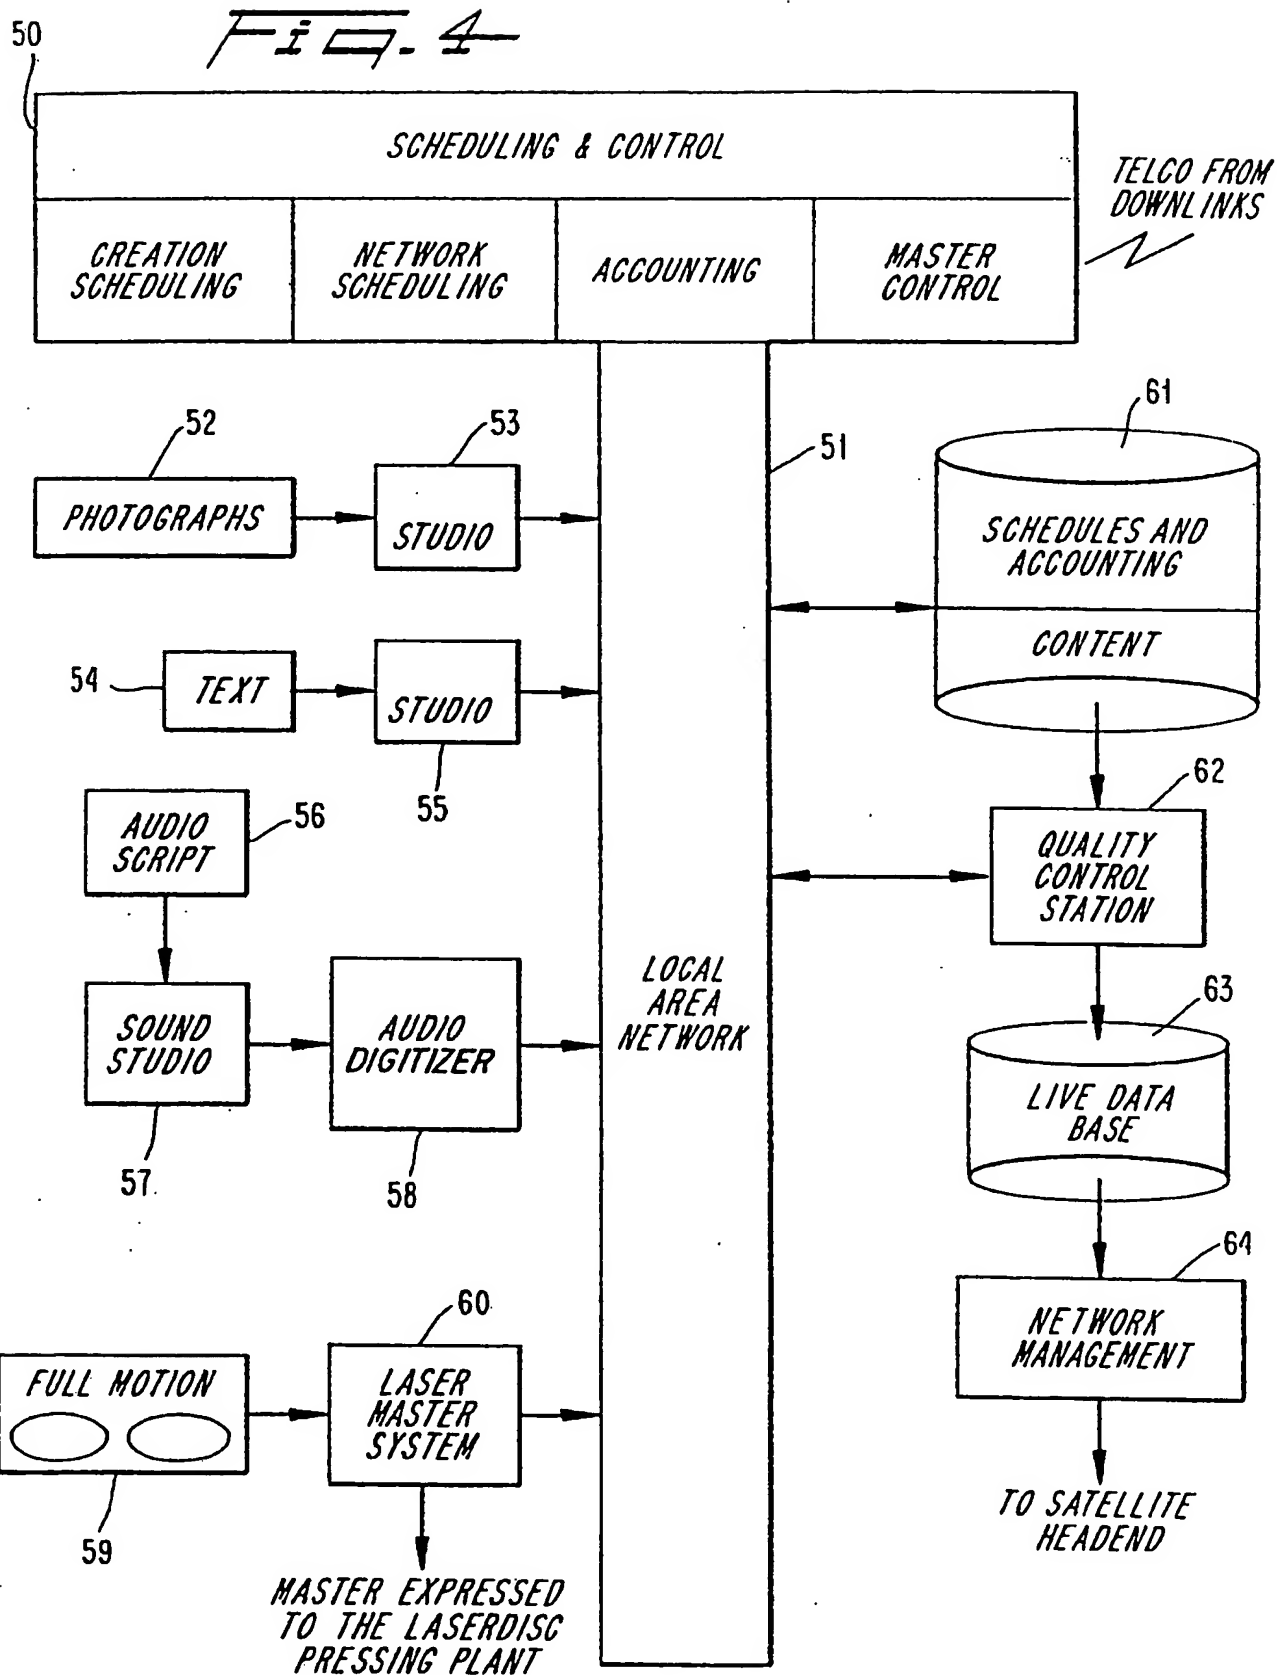 Fig. 4
50
SCHEDULING & CONTROL
TELCO FROM
DOWNLINKS
CREATION
SCHEDULING
NETWORK
SCHEDULING
ACCOUNTING
MASTER
CONTROL
52
PHOTOGRAPHS
53
STUDIO
51
61
SCHEDULES AND
ACCOUNTING
CONTENT
54
TEXT
STUDIO
55
62
QUALITY
CONTROL
STATION
56
AUDIO
SCRIPT
SOUND
STUDIO
57
AUDIO
DIGITIZER
58
LOCAL
AREA
NETWORK
63
LIVE DATA
BASE
64
NETWORK
MANAGEMENT
TO SATELLITE
HEADEND
FULL MOTION
59
60
LASER
MASTER
SYSTEM
MASTER EXPRESSED
TO THE LASERDISC
PRESSING PLANT